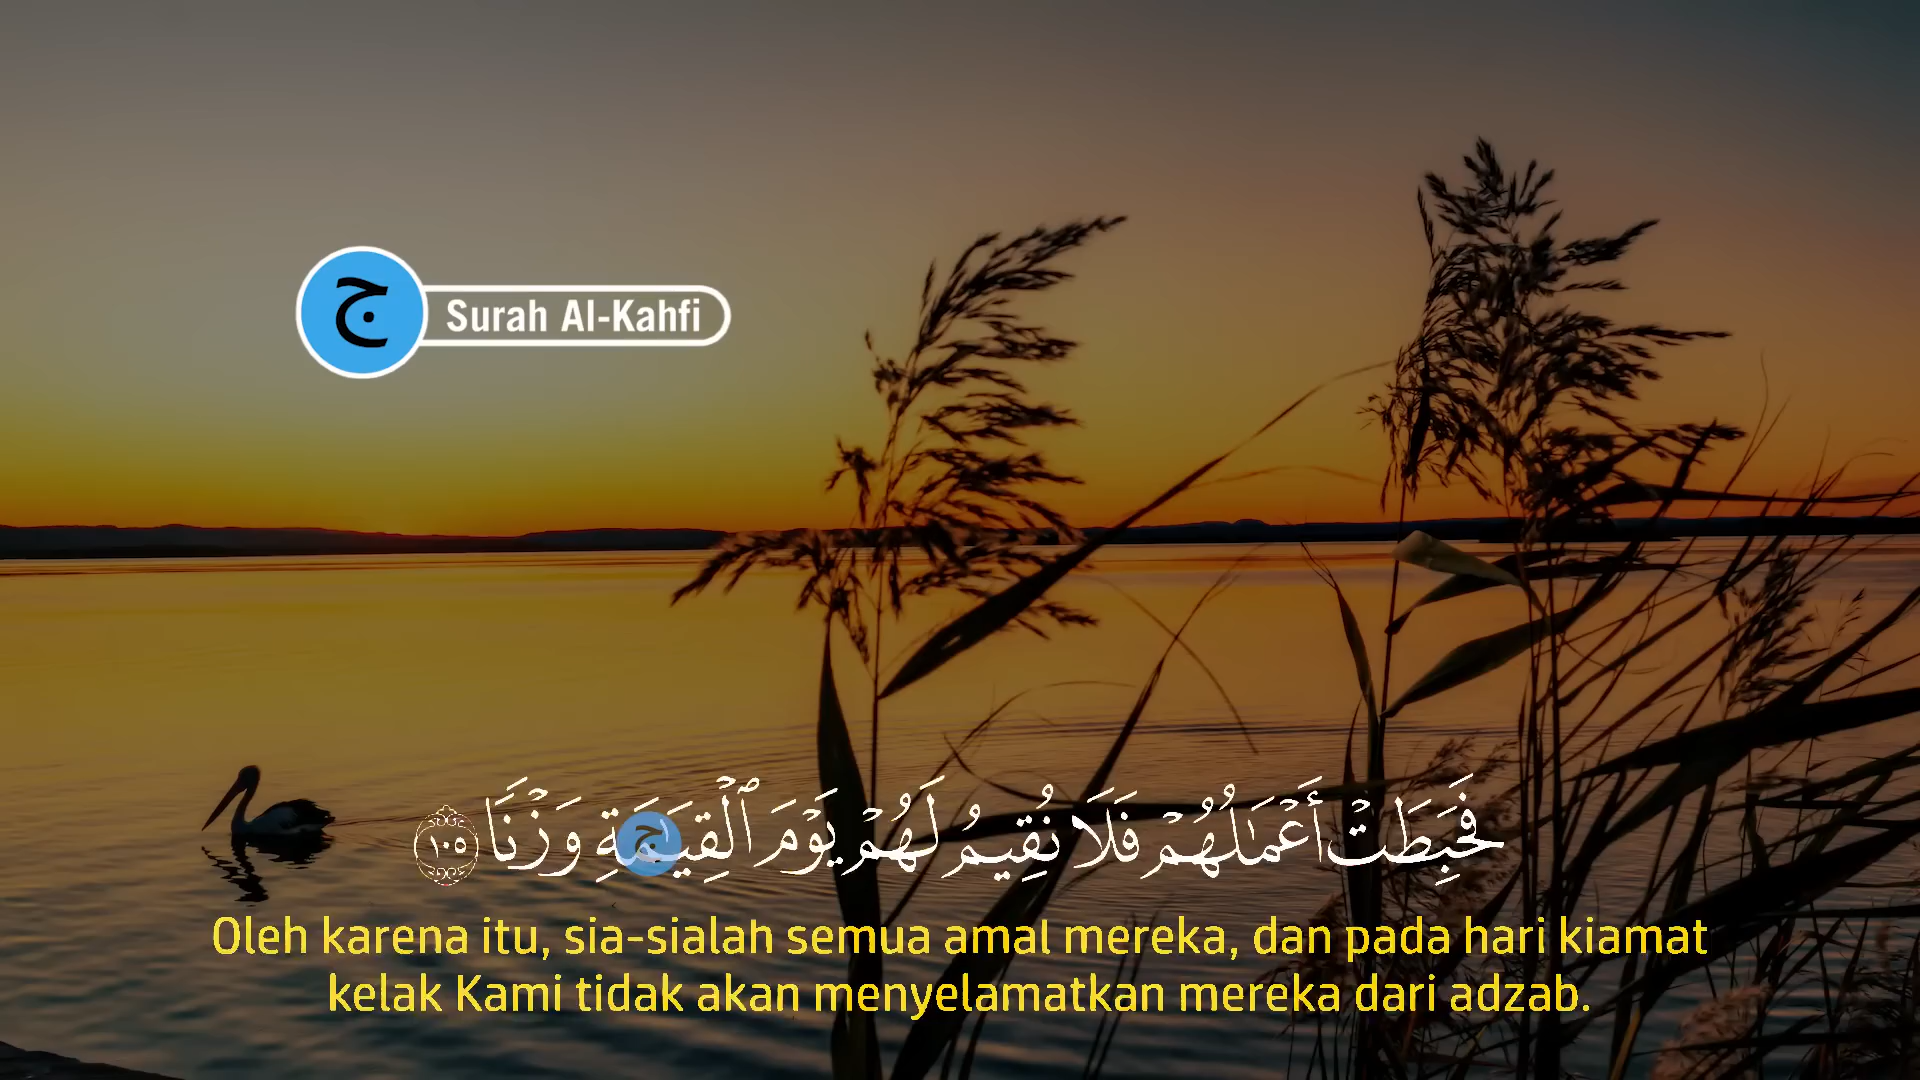 ج
Surah Al-Kahfi
فَحَبِطَتْ أَعْمَـٰلُهُمْ فَلَا نُقِيمُ لَهُمْ يَوْمَ ٱلْقِيَـٰمَةِ وَزْنًا ١٠٥
ج
Oleh karena itu, sia-sialah semua amal mereka, dan pada hari kiamat
kelak Kami tidak akan menyelamatkan mereka dari adzab.